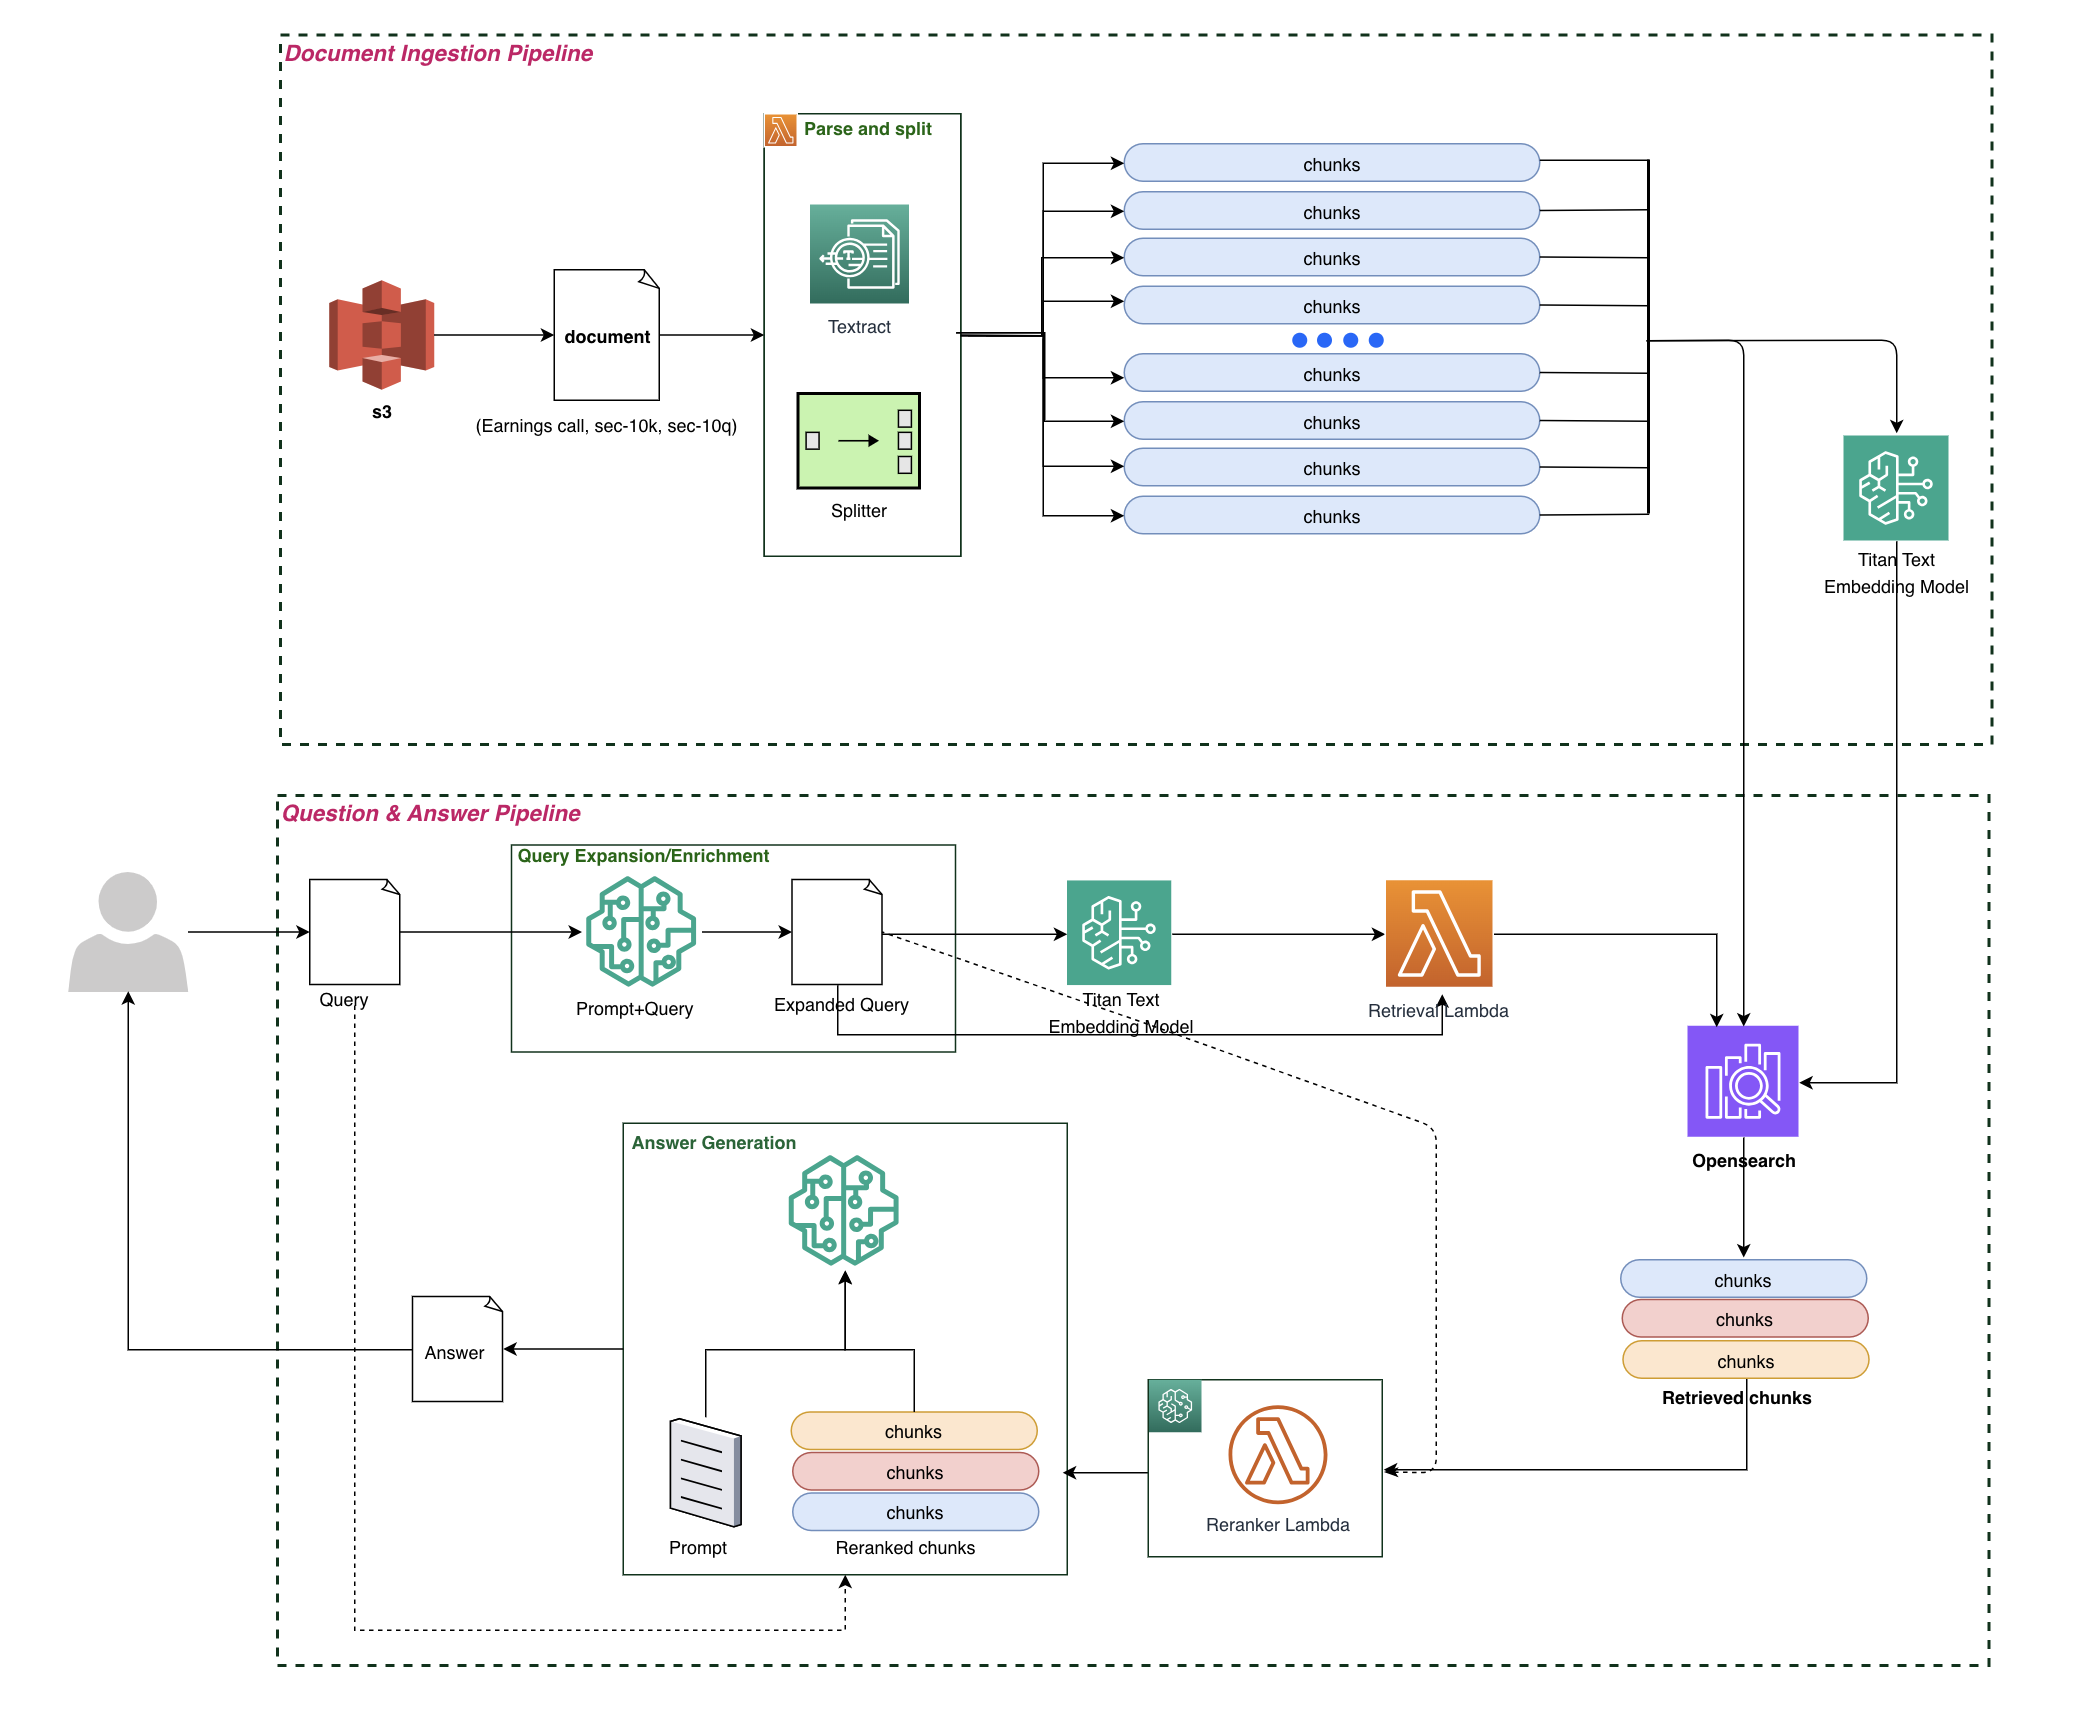 Document Ingestion Pipeline
Parse and split
chunks
chunks
chunks
chunks
Textract
document
s3
(Earnings call, sec-10k, sec-10q)
chunks
chunks
chunks
chunks
Splitter
Titan Text
Embedding Model
Question & Answer Pipeline
Query Expansion/Enrichment
Query
Prompt+Query
Expanded Query
Titan Text
Embedding Model
Retrieval Lambda
Opensearch
chunks
chunks
chunks
Retrieved chunks
Answer Generation
Answer
chunks
chunks
chunks
Prompt
Reranked chunks
Reranker Lambda